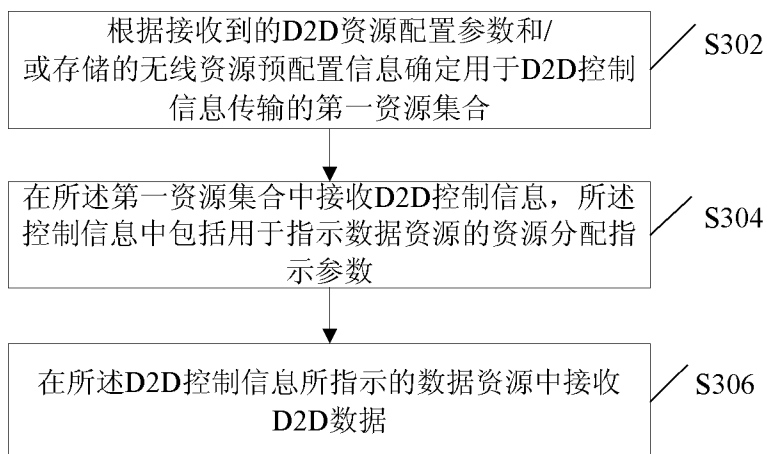 根据接收到的D2D资源配置参数和/
或存储的无线资源预配置信息确定用于D2D控制
信息传输的第一资源集合
S302
在所述第一资源集合中接收D2D控制信息，所述
控制信息中包括用于指示数据资源的资源分配指
示参数
S304
在所述D2D控制信息所指示的数据资源中接收
D2D数据
S306